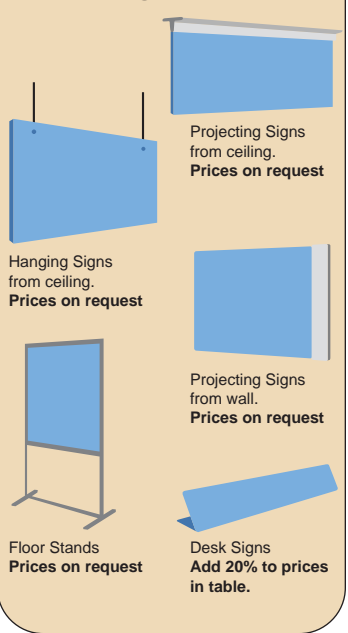 Projecting Signs
from ceiling.
Prices on request
Hanging Signs
from ceiling.
Prices on request
Projecting Signs
from wall.
Prices on request
Floor Stands
Prices on request
Desk Signs
Add 20% to prices
in table.